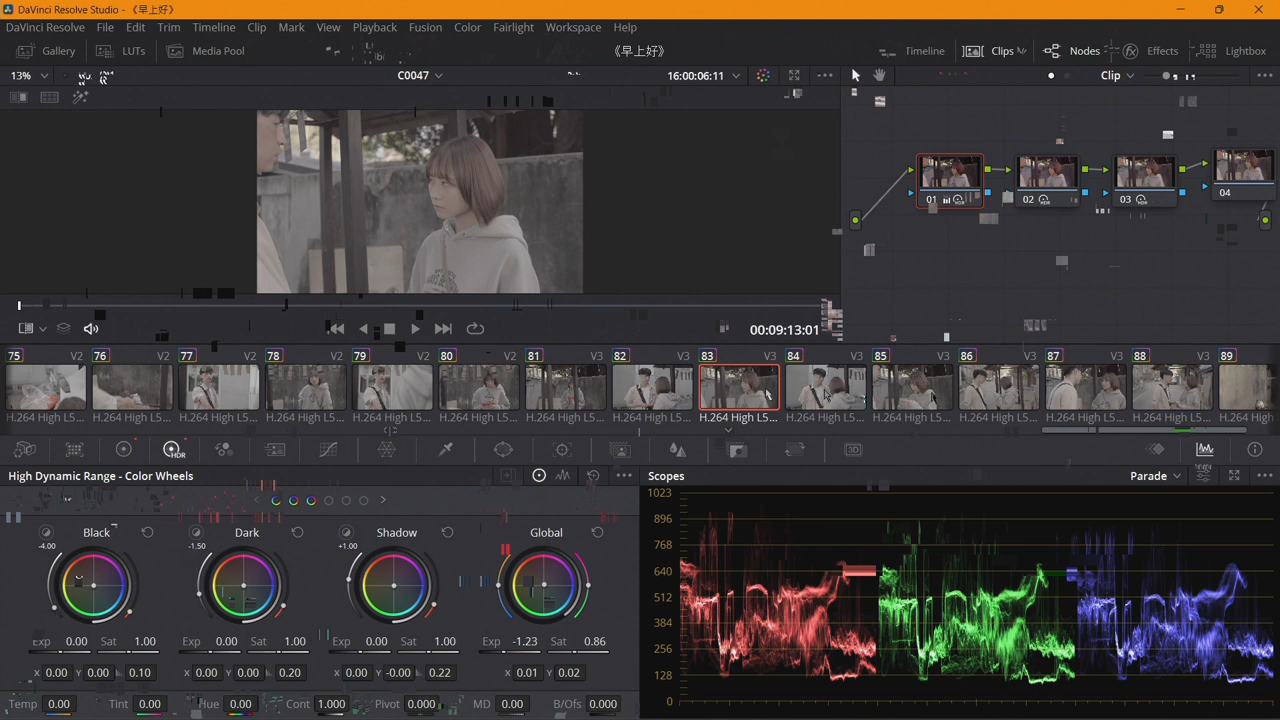 DaVinci Resolve Studio - 《早上好》
DaVinci Resolve File Edit Trim Timeline Clip Mark View Playback Fusion Color Fairlight Workspace Help
Gallery LUTs Media Pool 《早上好》 Timeline Clips Nodes Effects Lightbox
13% C0047 16:00:06:11 Clip
01 02 03 04
HDR HDR
00:09:13:01
75 V2 76 V2 77 V2 78 V2 79 V2 80 V2 81 V3 82 V3 83 V3 84 V3 85 V3 86 V3 87 V3 88 V3 89
H.264 High L5... H.264 High L5... H.264 High L5... H.264 High L5... H.264 High L5... H.264 High L5... H.264 High L5... H.264 High L5... H.264 High L5... H.264 High L5... H.264 High L5... H.264 High L5... H.264 High L5... H.264 High L5... H.264 High
HDR 3D
High Dynamic Range - Color Wheels Scopes Parade
1023
896
768
640
512
384
256
128
0
Black Dark Shadow Global
-4.00 -1.50 +1.00
Exp 0.00 Sat 1.00 Exp 0.00 Sat 1.00 Exp 0.00 Sat 1.00 Exp -1.23 Sat 0.86
X 0.00 Y 0.00 0.10 X 0.00 Y 0.00 0.20 X 0.00 Y -0.00 0.22 X 0.01 Y 0.02
Temp 0.00 Tint 0.00 Hue 0.00 Cont 1.000 Pivot 0.000 MD 0.00 B/Ofs 0.000